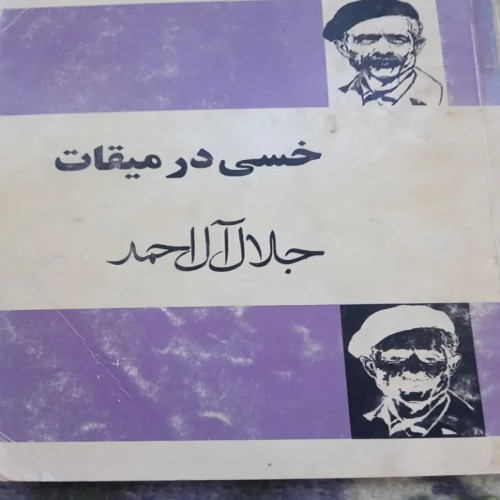 خسی در میقات
جلال آل احمد